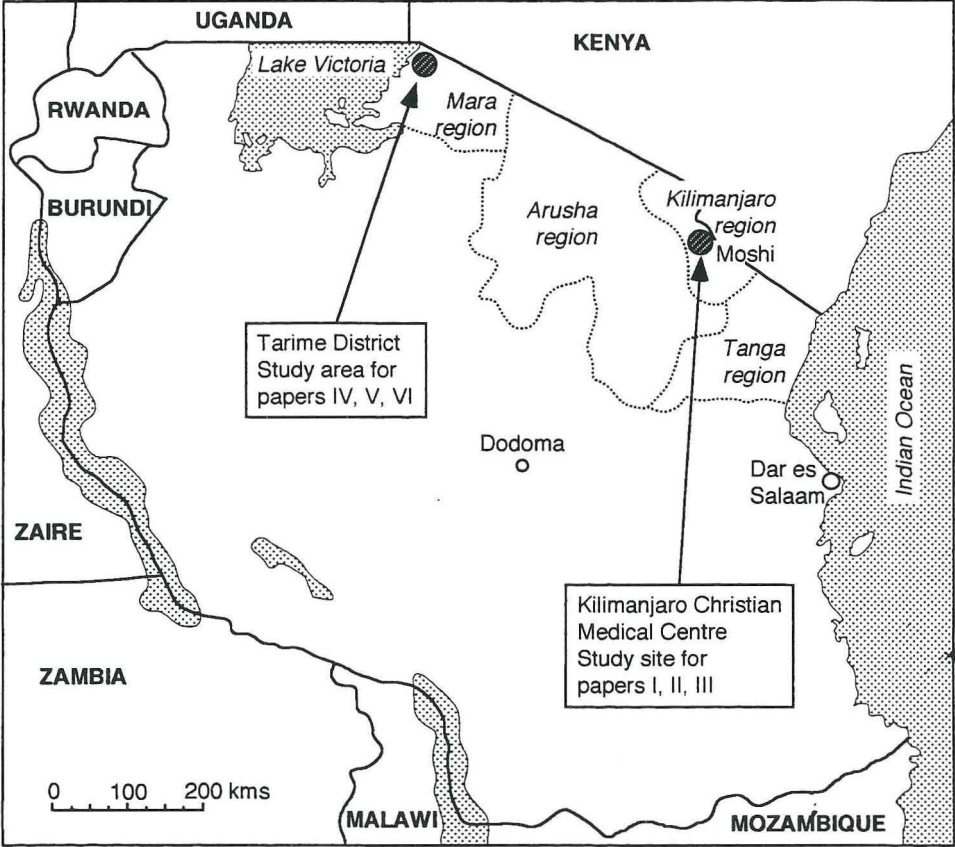 UGANDA
KENYA
Lake Victoria
RWANDA
Mara
region
BURUNDI
Arusha
region
Kilimanjaro
region
Moshi
Tarime District
Study area for
papers IV, V, VI
Tanga
region
Indian Ocean
Dodoma
Dar es
Salaam
ZAIRE
Kilimanjaro Christian
Medical Centre
Study site for
papers I, II, III
ZAMBIA
0 100 200 kms
MALAWI
MOZAMBIQUE